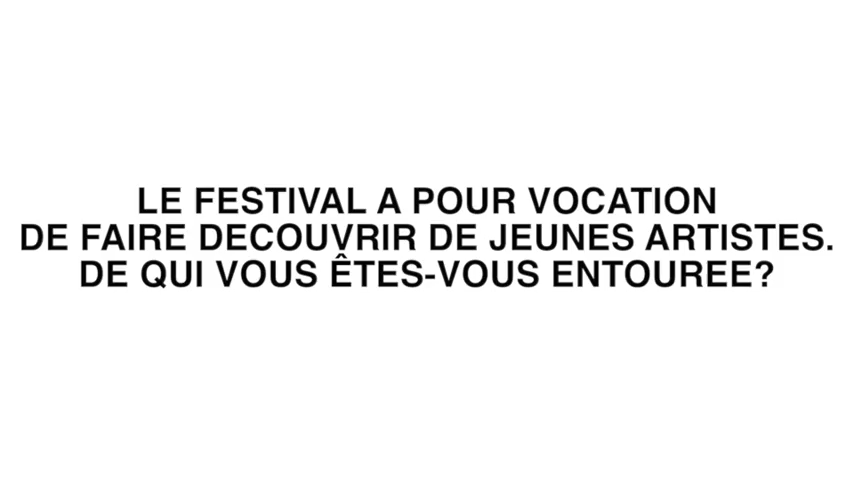 LE FESTIVAL A POUR VOCATION
DE FAIRE DECOUVRIR DE JEUNES ARTISTES.
DE QUI VOUS ÊTES-VOUS ENTOUREE?